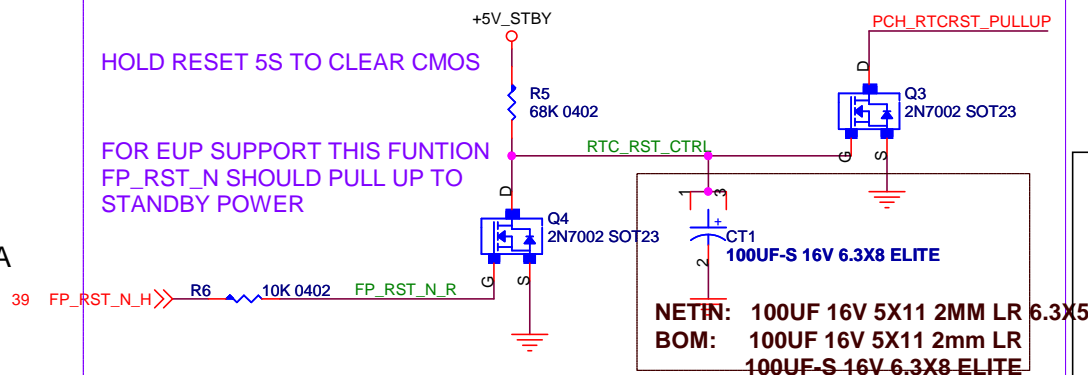 +5V_STBY
PCH_RTCRST_PULLUP
HOLD RESET 5S TO CLEAR CMOS
D
R5
68K 0402
Q3
2N7002 SOT23
FOR EUP SUPPORT THIS FUNTION
FP_RST_N SHOULD PULL UP TO
STANDBY POWER
RTC_RST_CTRL
G
S
D
1
3
Q4
2N7002 SOT23
+
CT1
2
100UF-S 16V 6.3X8 ELITE
A
G
S
39
FP_RST_N_H
R6
10K 0402
FP_RST_N_R
NETIN: 100UF 16V 5X11 2MM LR 6.3X5
BOM: 100UF 16V 5X11 2mm LR
100UF-S 16V 6.3X8 ELITE